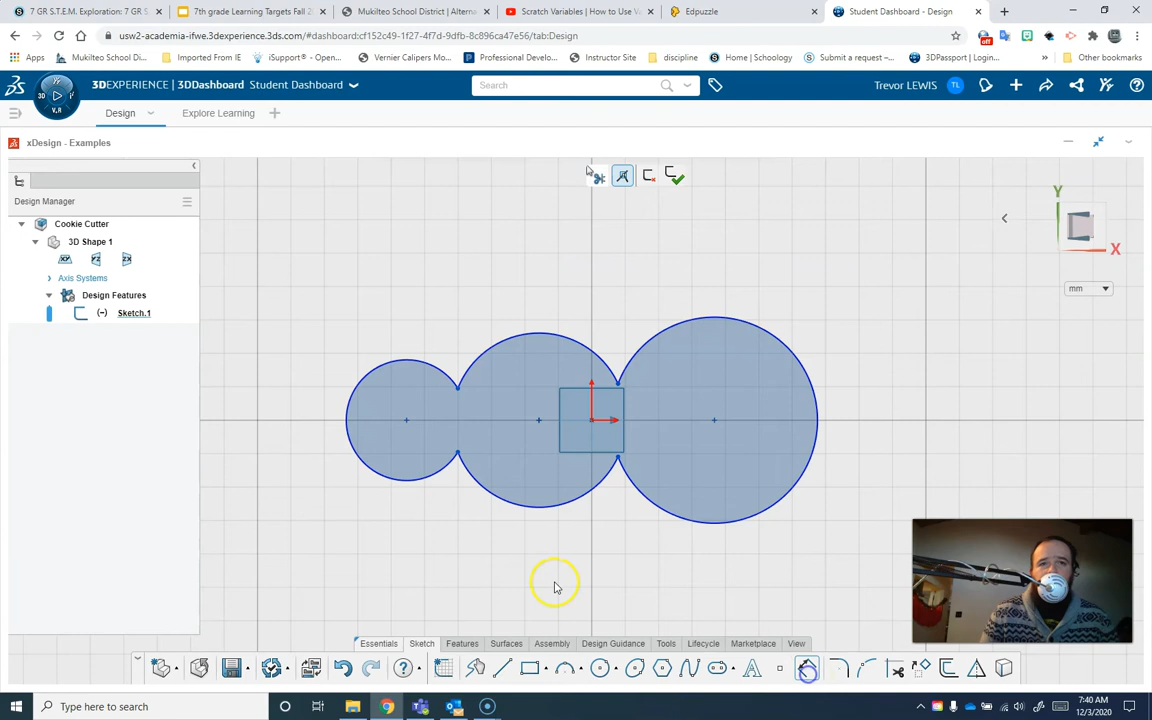 7 GR S.T.E.M. Exploration: 7 GR S
7th grade Learning Targets Fall 2
Mukilteo School District | Alterna
Scratch Variables | How to Use V
Edpuzzle
Student Dashboard - Design
usw2-academia-ifwe.3dexperience.3ds.com/#dashboard:cf152c49-1f27-4f7d-9dfb-8c896ca47e56/tab:Design
Apps
Mukilteo School Di...
Imported From IE
iSupport® - Open...
Vernier Calipers Mo...
Professional Develo...
Instructor Site
discipline
Home | Schoology
Submit a request –...
3DPassport | Login...
Other bookmarks
3DEXPERIENCE | 3DDashboard Student Dashboard
Search
Trevor LEWIS
TL
3D
V,R
Design
Explore Learning
xDesign - Examples
Design Manager
Cookie Cutter
3D Shape 1
XY
YZ
ZX
Axis Systems
Design Features
(-) Sketch.1
Y
X
mm
Essentials
Sketch
Features
Surfaces
Assembly
Design Guidance
Tools
Lifecycle
Marketplace
View
Type here to search
7:40 AM
12/3/2020